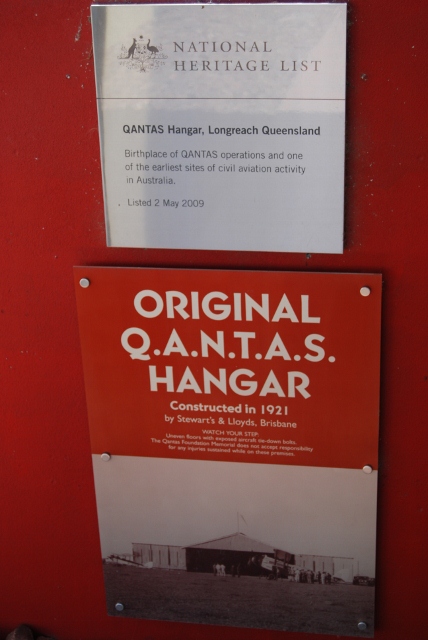 NATIONAL
HERITAGE LIST
QANTAS Hangar, Longreach Queensland
Birthplace of QANTAS operations and one
of the earliest sites of civil aviation activity
in Australia.
Listed 2 May 2009
ORIGINAL
Q.A.N.T.A.S.
HANGAR
Constructed in 1921
by Stewart's & Lloyds, Brisbane
WATCH YOUR STEP:
Uneven floors with exposed aircraft tie-down bolts.
The Qantas Foundation Memorial does not accept responsibility
for any injuries sustained while on these premises.